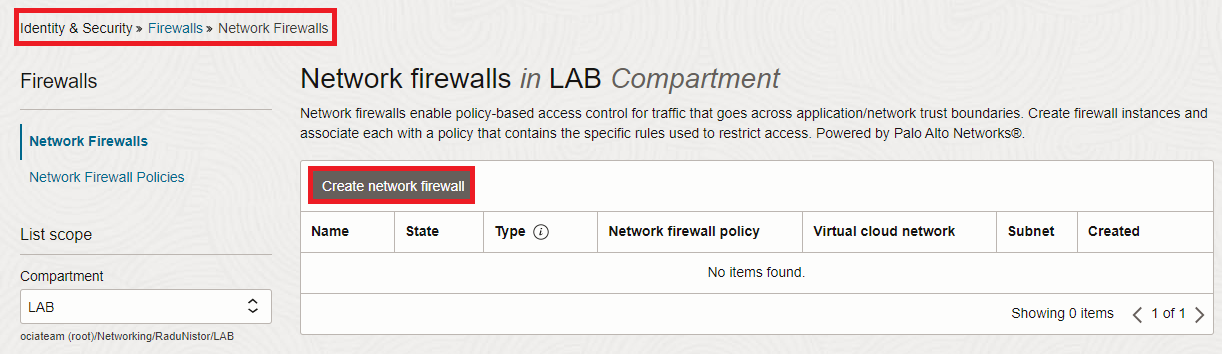 Identity & Security » Firewalls » Network Firewalls
Firewalls
Network Firewalls
Network Firewall Policies
List scope
Compartment
LAB
ociateam (root)/Networking/RaduNistor/LAB
Network firewalls in LAB Compartment
Network firewalls enable policy-based access control for traffic that goes across application/network trust boundaries. Create firewall instances and
associate each with a policy that contains the specific rules used to restrict access. Powered by Palo Alto Networks®.
Create network firewall
Name State Type i Network firewall policy Virtual cloud network Subnet Created
No items found.
Showing 0 items < 1 of 1 >